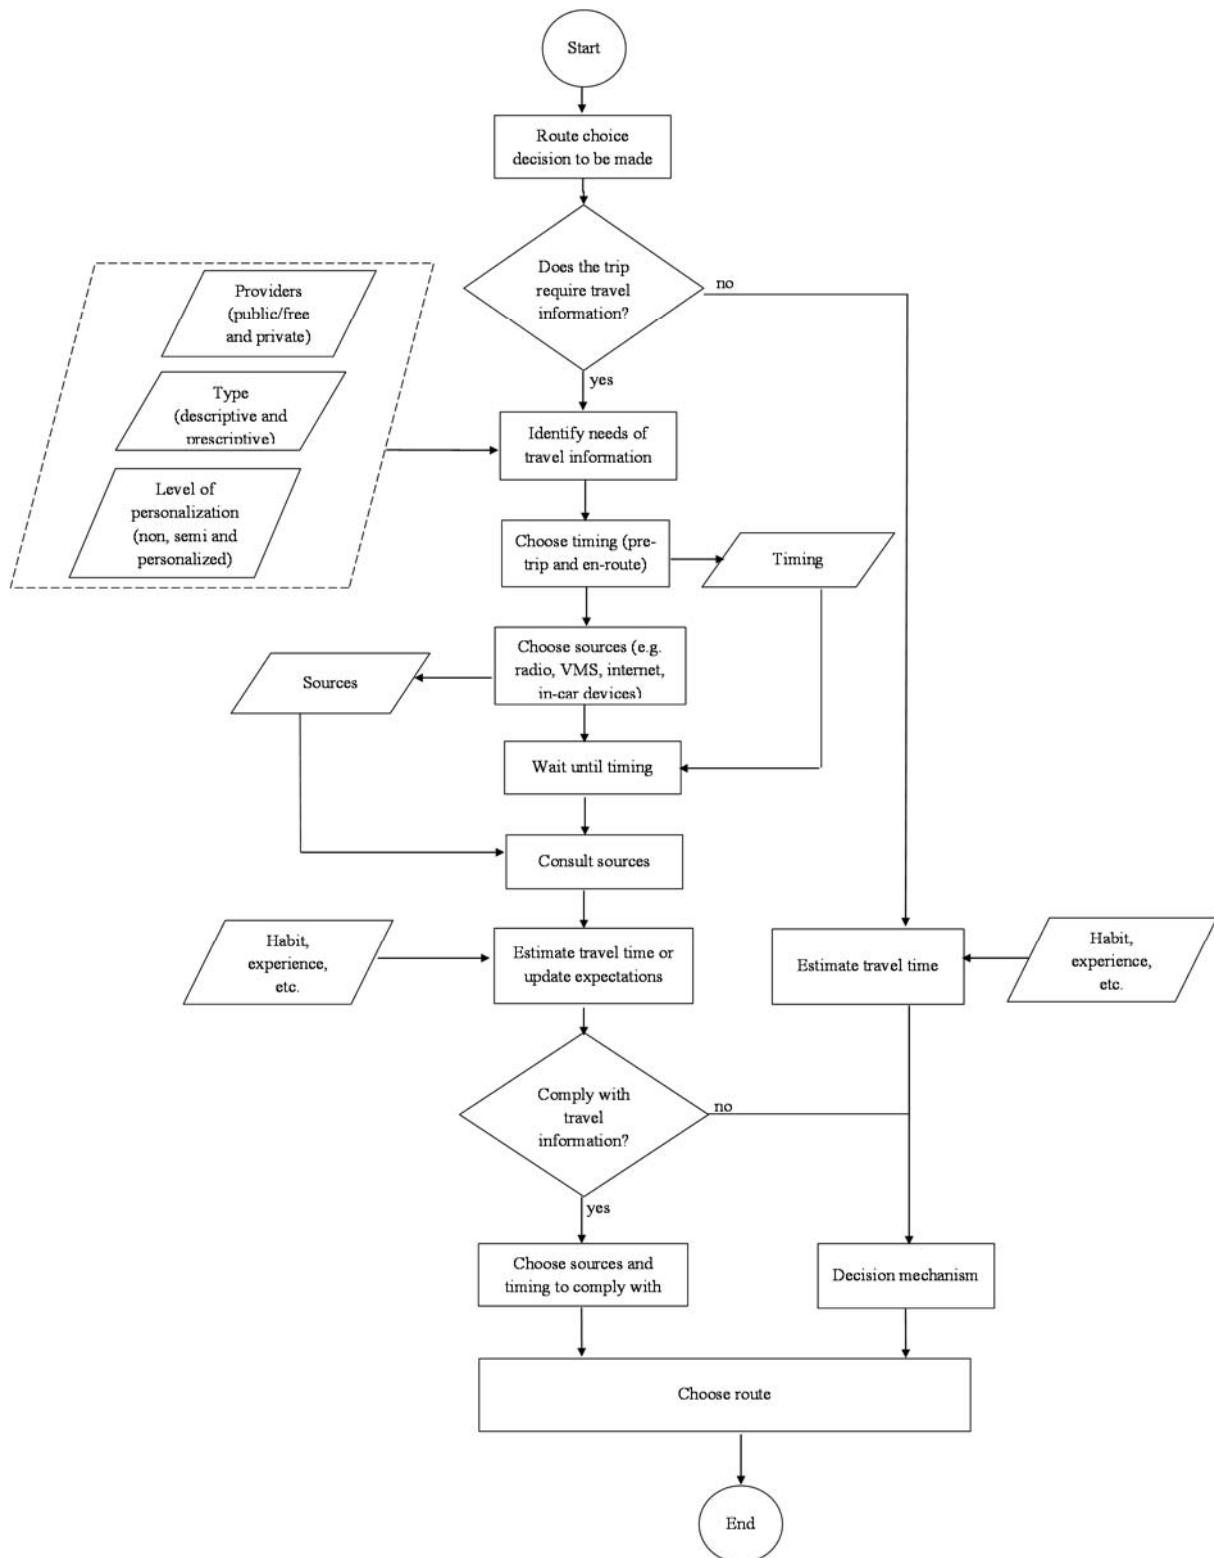 Start
Route choice
decision to be made
Does the trip
require travel
information?
no
yes
Providers
(public/free
and private)
Type
(descriptive and
prescriptive)
Level of
personalization
(non, semi and
personalized)
Identify needs of
travel information
Choose timing (pre-
trip and en-route)
Timing
Choose sources (e.g.
radio, VMS, internet,
in-car devices)
Sources
Wait until timing
Consult sources
Habit,
experience,
etc.
Estimate travel time or
update expectations
Estimate travel time
Habit,
experience,
etc.
Comply with
travel
information?
no
yes
Choose sources and
timing to comply with
Decision mechanism
Choose route
End